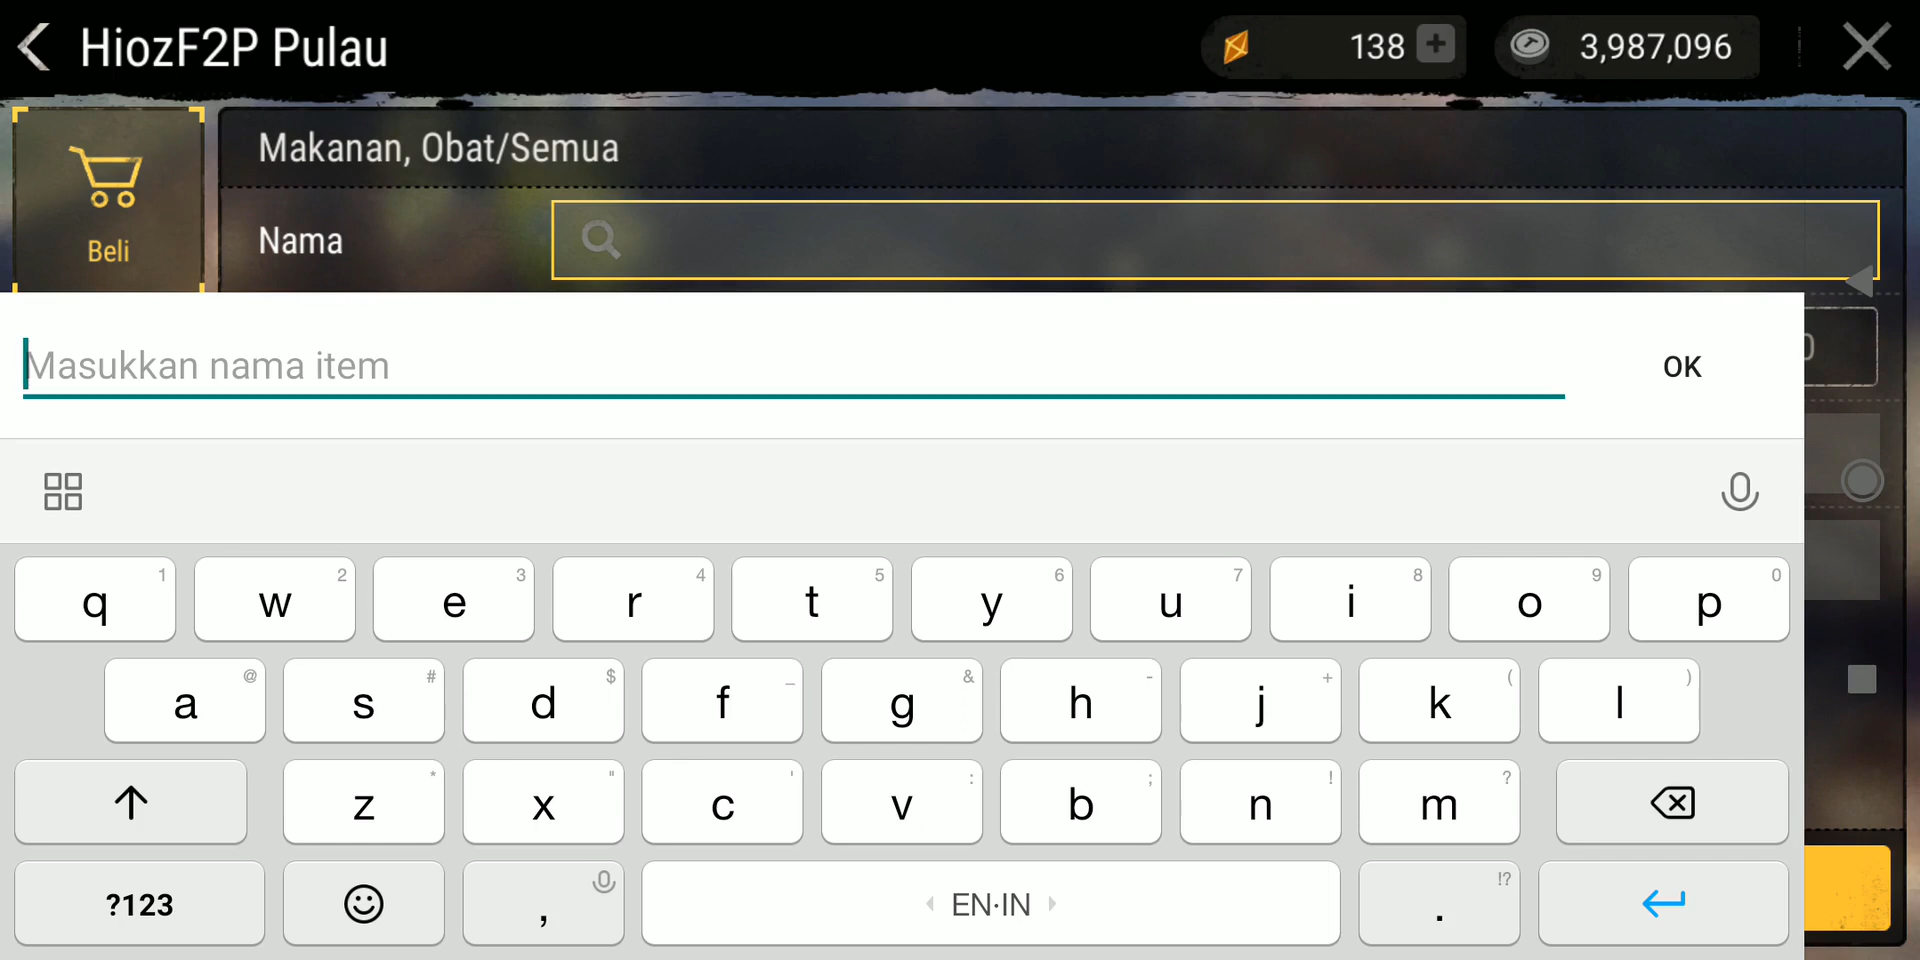 HiozF2P Pulau
138
3,987,096
Beli
Makanan, Obat/Semua
Nama
0
Masukkan nama item
OK
q 1 w 2 e 3 r 4 t 5 y 6 u 7 i 8 o 9 p 0
a @ s # d $ f _ g & h - j + k ( l )
z * x " c ' v : b ; n ! m ?
?123 , EN·IN . !?